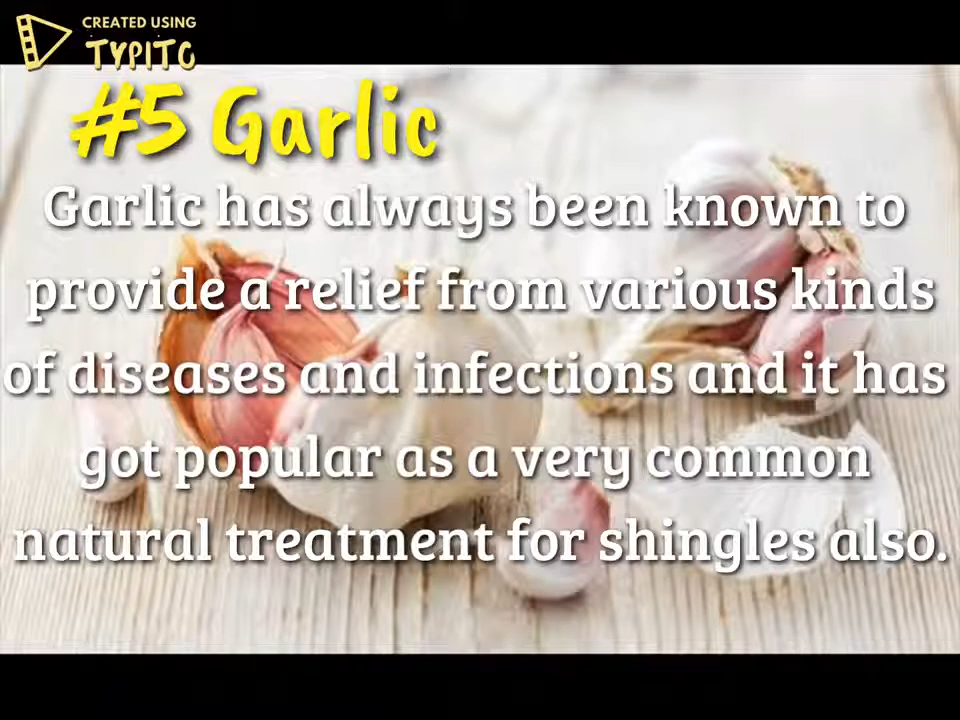 CREATED USING
TYPITO
#5 Garlic
Garlic has always been known to
provide a relief from various kinds
of diseases and infections and it has
got popular as a very common
natural treatment for shingles also.